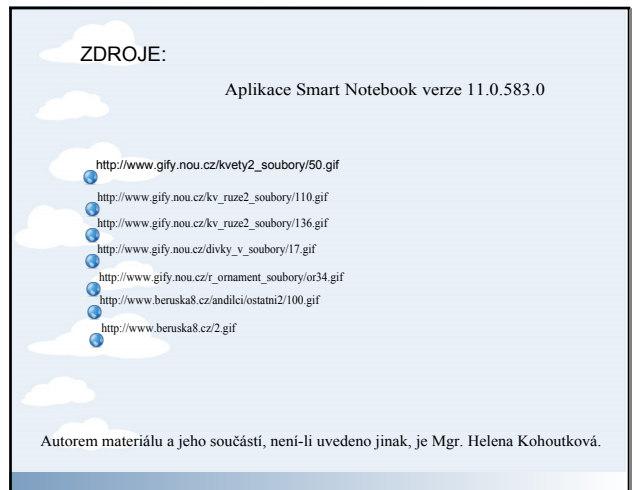 ZDROJE:
Aplikace Smart Notebook verze 11.0.583.0
http://www.gify.nou.cz/kvety2_soubory/50.gif
http://www.gify.nou.cz/kv_ruze2_soubory/110.gif
http://www.gify.nou.cz/kv_ruze2_soubory/136.gif
http://www.gify.nou.cz/divky_v_soubory/17.gif
http://www.gify.nou.cz/r_ornament_soubory/or34.gif
http://www.beruska8.cz/andilci/ostatni2/100.gif
http://www.beruska8.cz/2.gif
Autorem materiálu a jeho součástí, není-li uvedeno jinak, je Mgr. Helena Kohoutková.